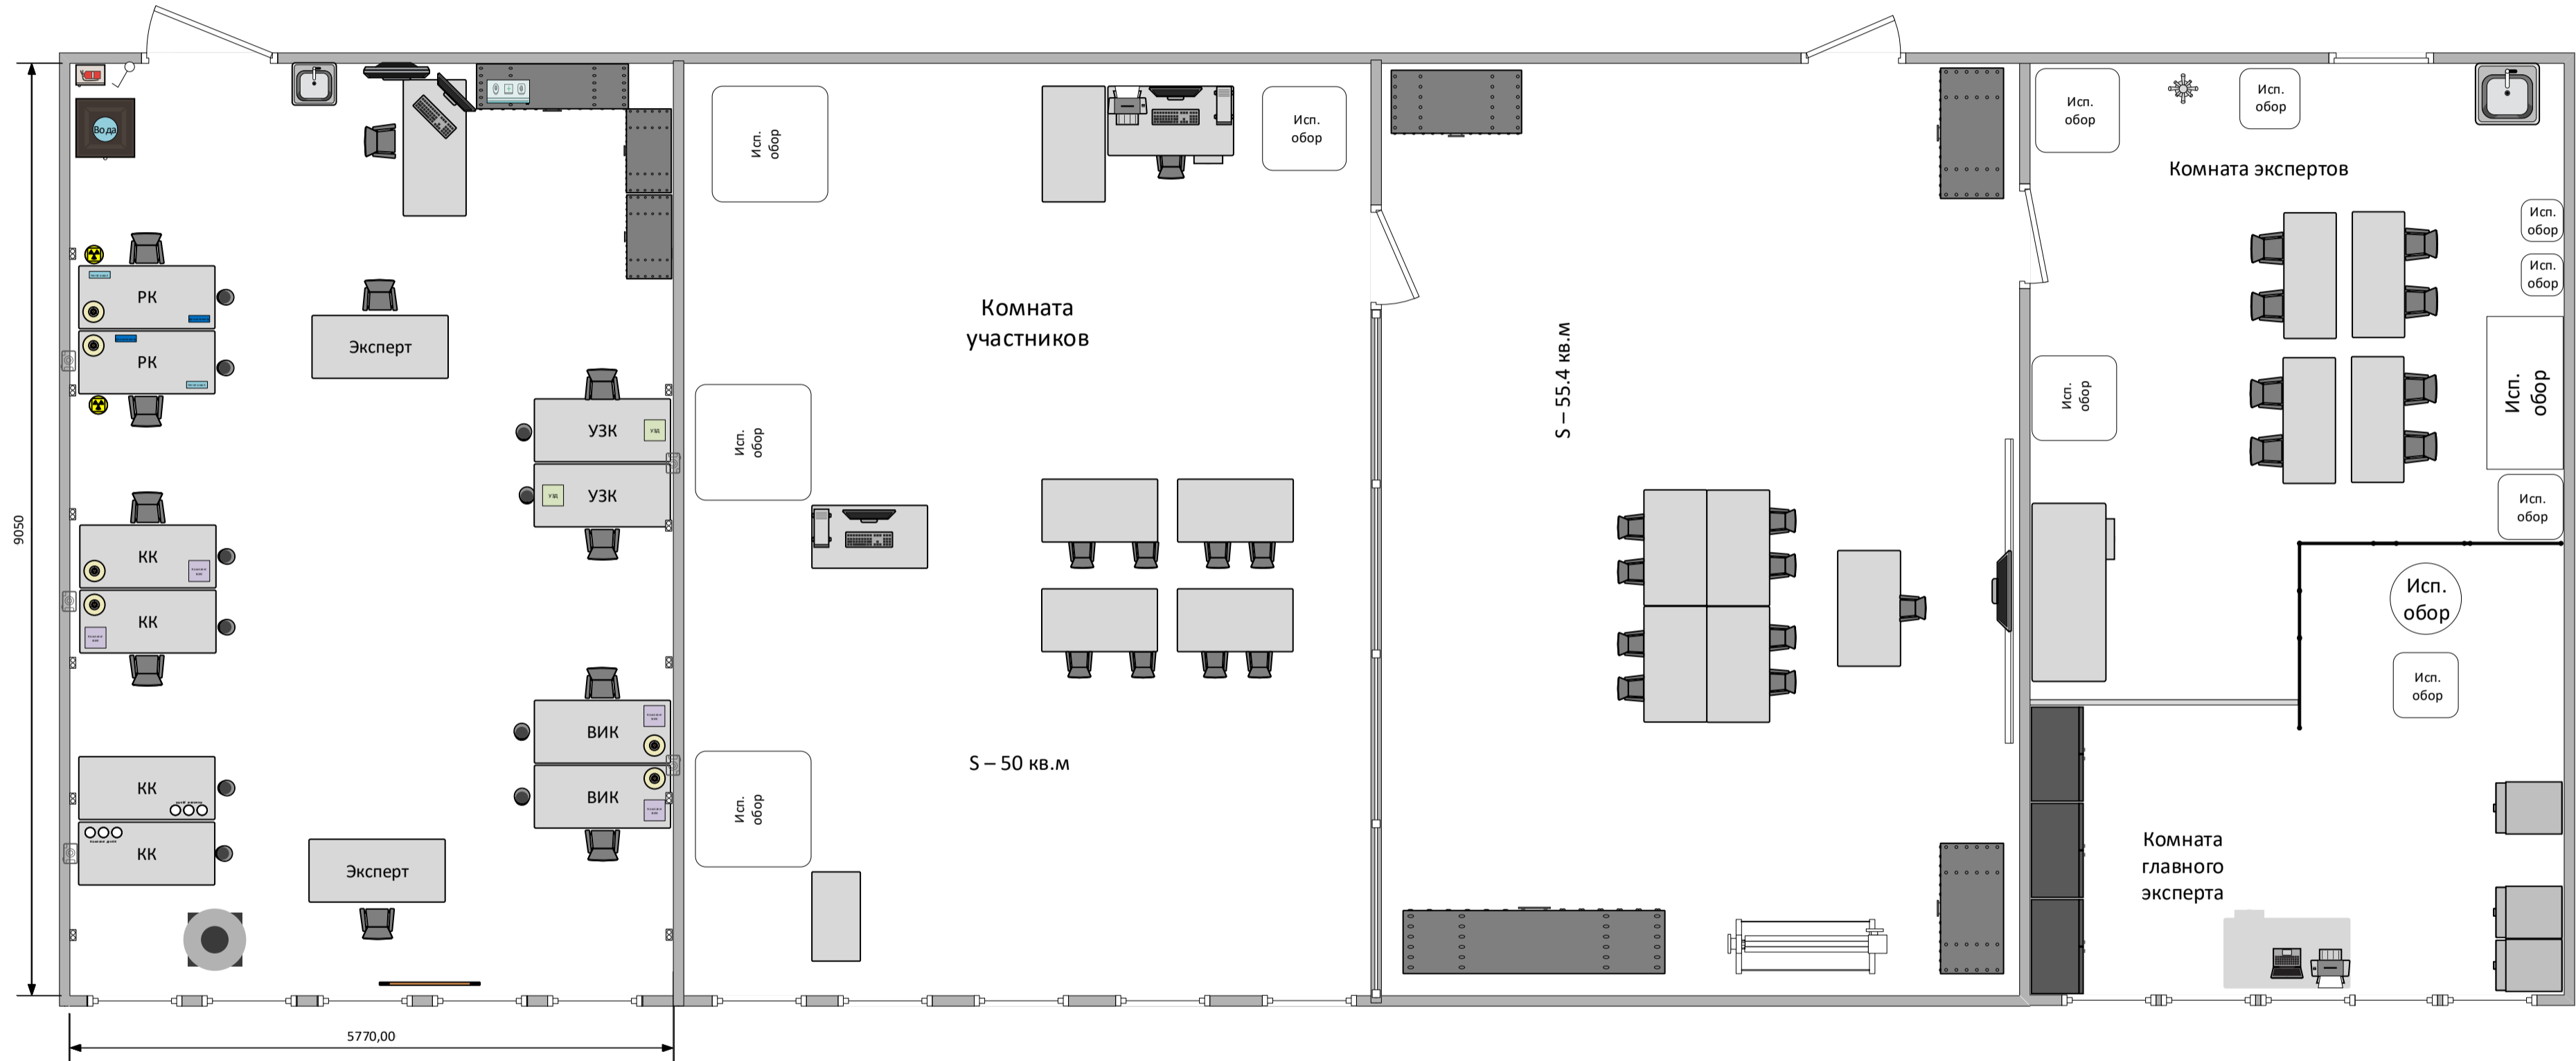 Вода
РК
РК
Эксперт
УЗК
УЗД
УЗК
УЗД
КК
КК
ВИК
ВИК
КК
КК
Эксперт
9050
5770,00
Исп.
обор
Исп.
обор
Комната
участников
Исп.
обор
S – 50 кв.м
Исп.
обор
S – 55.4 кв.м
Исп.
обор
Исп.
обор
Комната экспертов
Исп.
обор
Исп.
обор
Исп.
обор
Исп.
обор
Исп.
обор
Исп.
обор
Исп.
обор
Комната
главного
эксперта